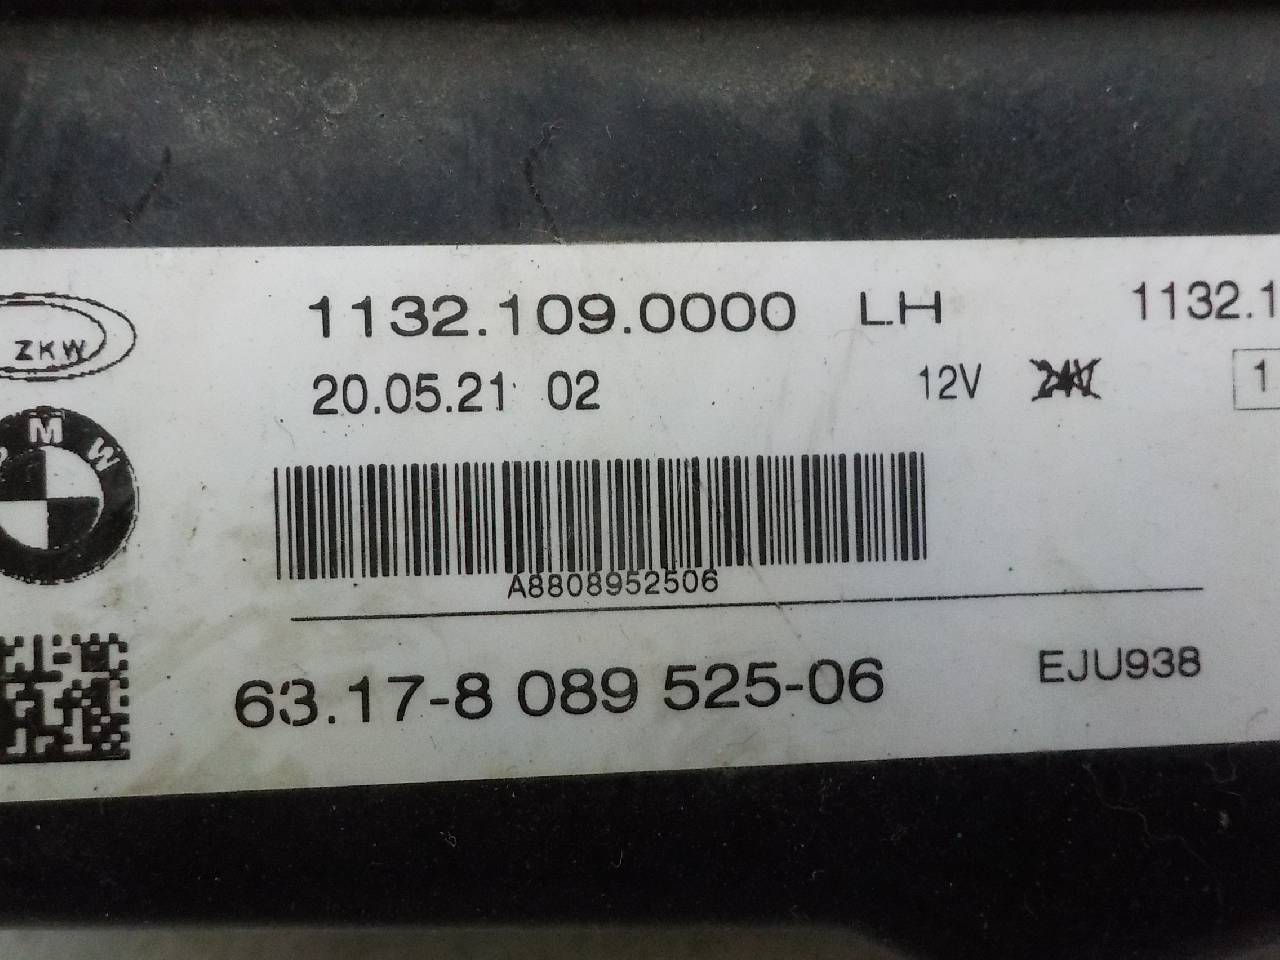 1132.109.0000 LH 1132.1
ZKW
20.05.21 02 12V 24V 1
BMW
A8808952506
63.17-8 089 525-06 EJU938